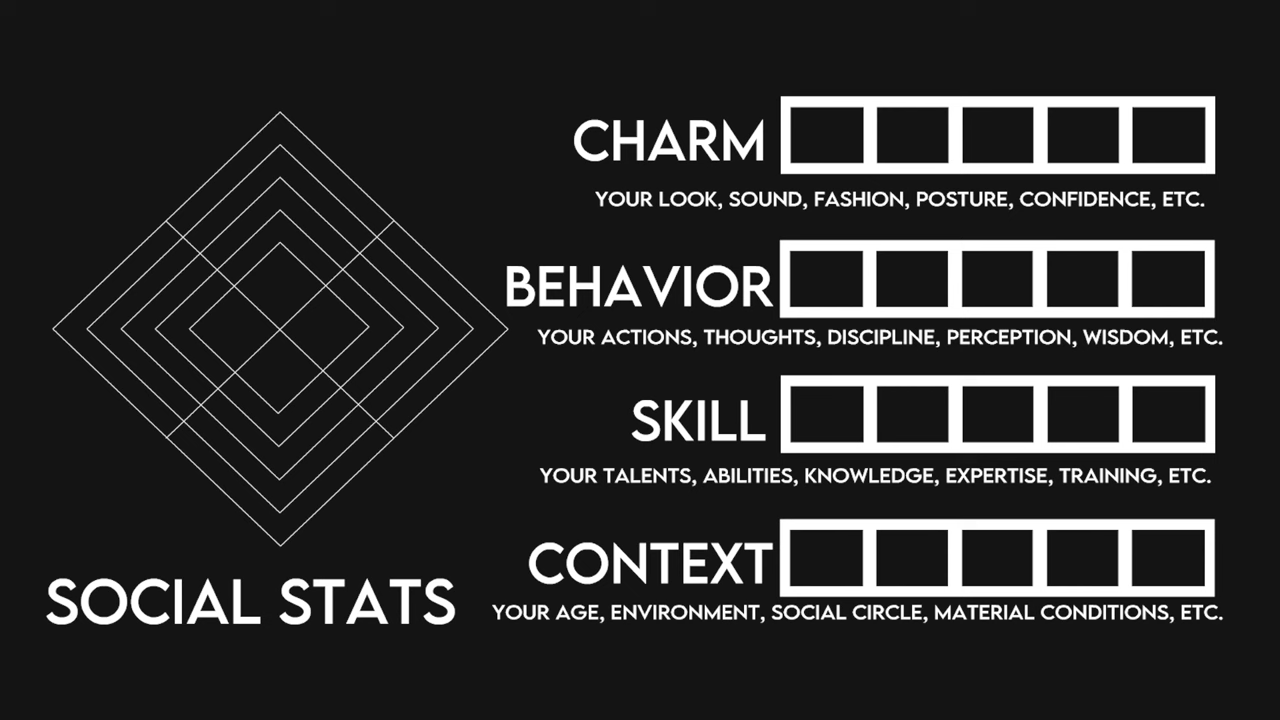 CHARM
YOUR LOOK, SOUND, FASHION, POSTURE, CONFIDENCE, ETC.
BEHAVIOR
YOUR ACTIONS, THOUGHTS, DISCIPLINE, PERCEPTION, WISDOM, ETC.
SKILL
YOUR TALENTS, ABILITIES, KNOWLEDGE, EXPERTISE, TRAINING, ETC.
CONTEXT
YOUR AGE, ENVIRONMENT, SOCIAL CIRCLE, MATERIAL CONDITIONS, ETC.
SOCIAL STATS